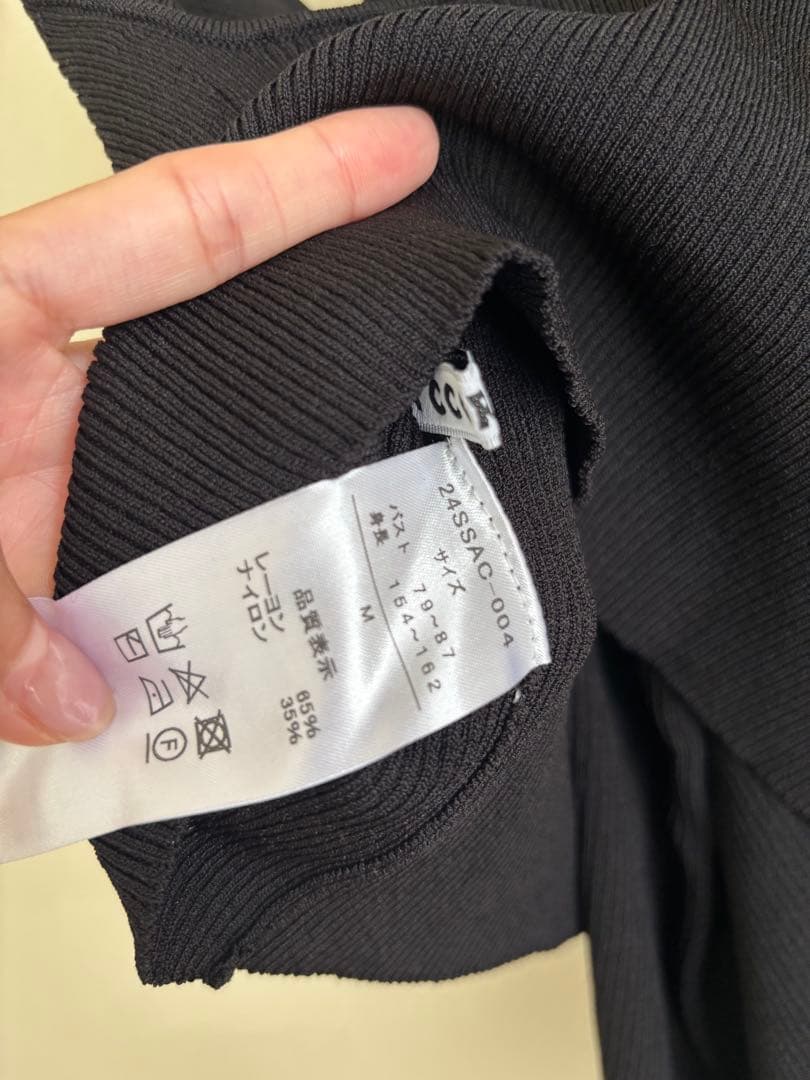 CC
24SSAC-004
サイズ
バスト 79~87
身長 154~162
M
品質表示
レーヨン 65%
ナイロン 35%
F